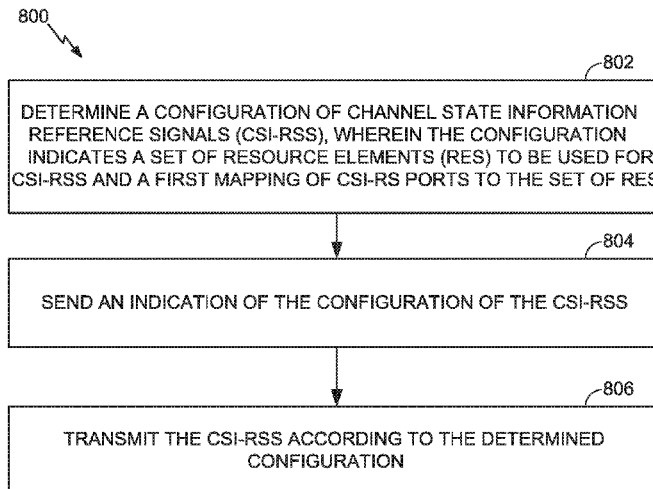 800
802
DETERMINE A CONFIGURATION OF CHANNEL STATE INFORMATION
REFERENCE SIGNALS (CSI-RSS), WHEREIN THE CONFIGURATION
INDICATES A SET OF RESOURCE ELEMENTS (RES) TO BE USED FOR
CSI-RSS AND A FIRST MAPPING OF CSI-RS PORTS TO THE SET OF RES
804
SEND AN INDICATION OF THE CONFIGURATION OF THE CSI-RSS
806
TRANSMIT THE CSI-RSS ACCORDING TO THE DETERMINED
CONFIGURATION